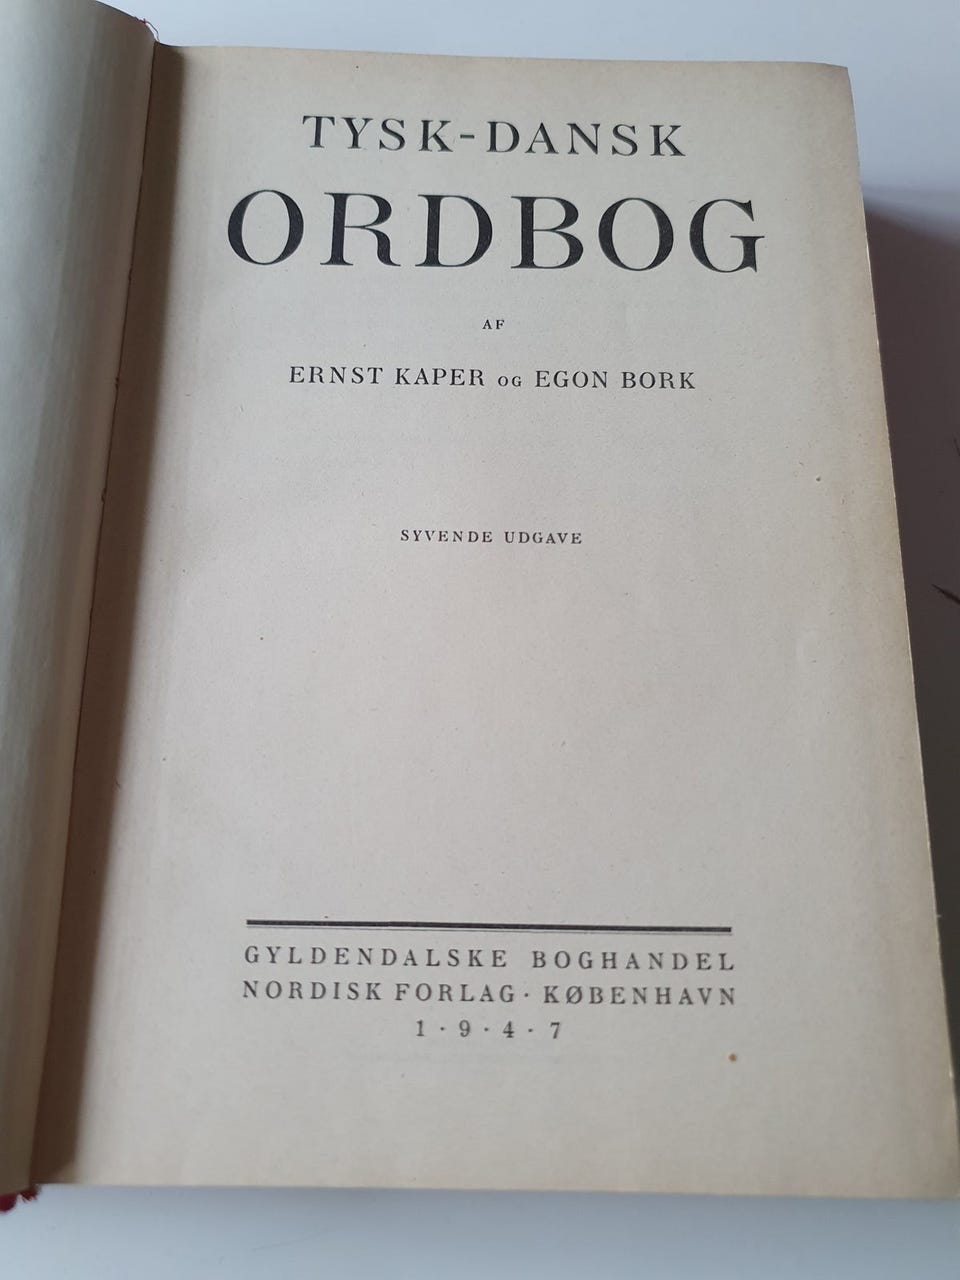 TYSK-DANSK
ORDBOG
AF
ERNST KAPER OG EGON BORK
SYVENDE UDGAVE
GYLDENDALSKE BOGHANDEL
NORDISK FORLAG · KØBENHAVN
1 · 9 · 4 · 7